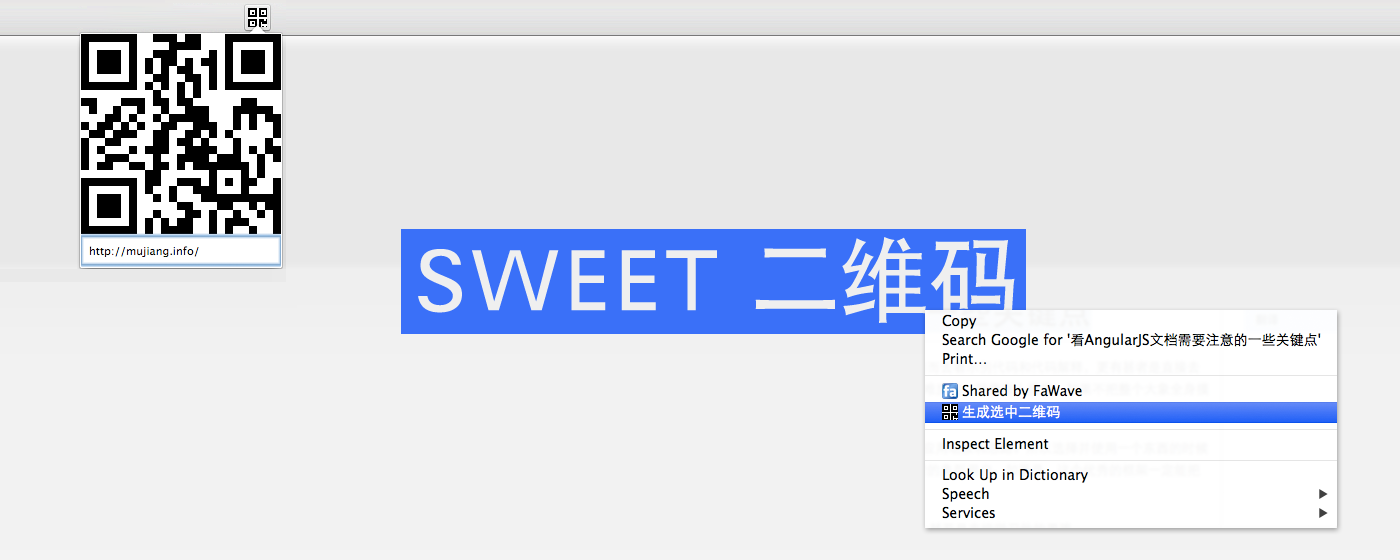 http://mujiang.info/
SWEET 二维码
Copy
Search Google for '看AngularJS文档需要注意的一些关键点'
Print...
fa Shared by FaWave
生成选中二维码
Inspect Element
Look Up in Dictionary
Speech
Services